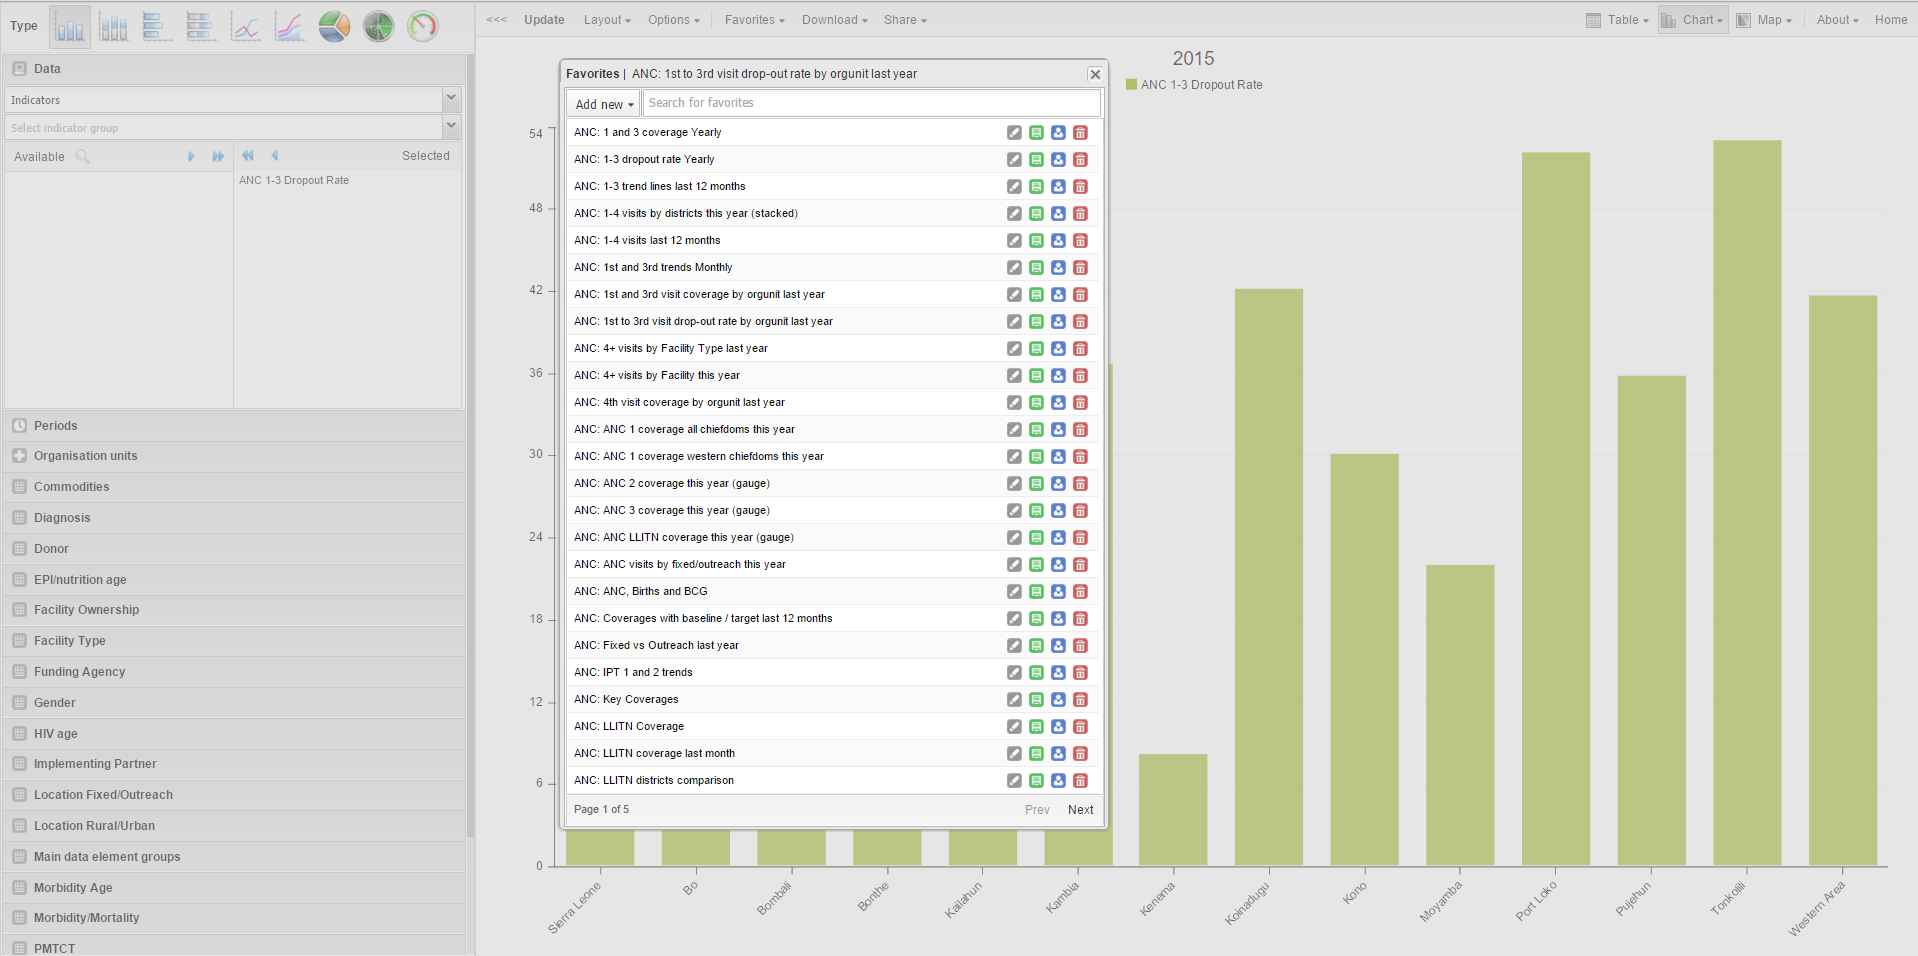 Type
<<< Update Layout Options Favorites Download Share Table Chart Map About Home
Data
Indicators
Select indicator group
Available Selected
ANC 1-3 Dropout Rate
Periods
Organisation units
Commodities
Diagnosis
Donor
EPI/nutrition age
Facility Ownership
Facility Type
Funding Agency
Gender
HIV age
Implementing Partner
Location Fixed/Outreach
Location Rural/Urban
Main data element groups
Morbidity Age
Morbidity/Mortality
PMTCT
Favorites | ANC: 1st to 3rd visit drop-out rate by orgunit last year
Add new Search for favorites
ANC: 1 and 3 coverage Yearly
ANC: 1-3 dropout rate Yearly
ANC: 1-3 trend lines last 12 months
ANC: 1-4 visits by districts this year (stacked)
ANC: 1-4 visits last 12 months
ANC: 1st and 3rd trends Monthly
ANC: 1st and 3rd visit coverage by orgunit last year
ANC: 1st to 3rd visit drop-out rate by orgunit last year
ANC: 4+ visits by Facility Type last year
ANC: 4+ visits by Facility this year
ANC: 4th visit coverage by orgunit last year
ANC: ANC 1 coverage all chiefdoms this year
ANC: ANC 1 coverage western chiefdoms this year
ANC: ANC 2 coverage this year (gauge)
ANC: ANC 3 coverage this year (gauge)
ANC: ANC LLITN coverage this year (gauge)
ANC: ANC visits by fixed/outreach this year
ANC: ANC, Births and BCG
ANC: Coverages with baseline / target last 12 months
ANC: Fixed vs Outreach last year
ANC: IPT 1 and 2 trends
ANC: Key Coverages
ANC: LLITN Coverage
ANC: LLITN coverage last month
ANC: LLITN districts comparison
Page 1 of 5 Prev Next
2015
ANC 1-3 Dropout Rate
54
48
42
36
30
24
18
12
6
0
Sierra Leone
Bo
Bombali
Bonthe
Kailahun
Kambia
Kenema
Koinadugu
Kono
Moyamba
Port Loko
Pujehun
Tonkolili
Western Area